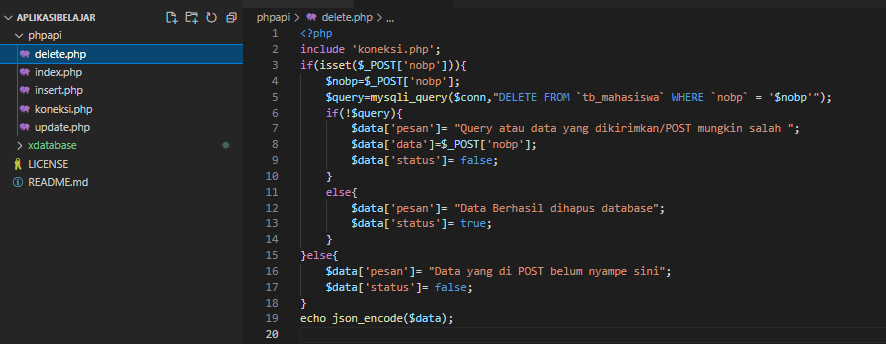 APLIKASIBELAJAR
phpapi
delete.php
index.php
insert.php
koneksi.php
update.php
xdatabase
LICENSE
README.md
phpapi > delete.php > ...
1 <?php
2 include 'koneksi.php';
3 if(isset($_POST['nobp'])){
4 $nobp=$_POST['nobp'];
5 $query=mysqli_query($conn,"DELETE FROM `tb_mahasiswa` WHERE `nobp` = '$nobp'");
6 if(!$query){
7 $data['pesan']= "Query atau data yang dikirimkan/POST mungkin salah ";
8 $data['data']=$_POST['nobp'];
9 $data['status']= false;
10 }
11 else{
12 $data['pesan']= "Data Berhasil dihapus database";
13 $data['status']= true;
14 }
15 }else{
16 $data['pesan']= "Data yang di POST belum nyampe sini";
17 $data['status']= false;
18 }
19 echo json_encode($data);
20